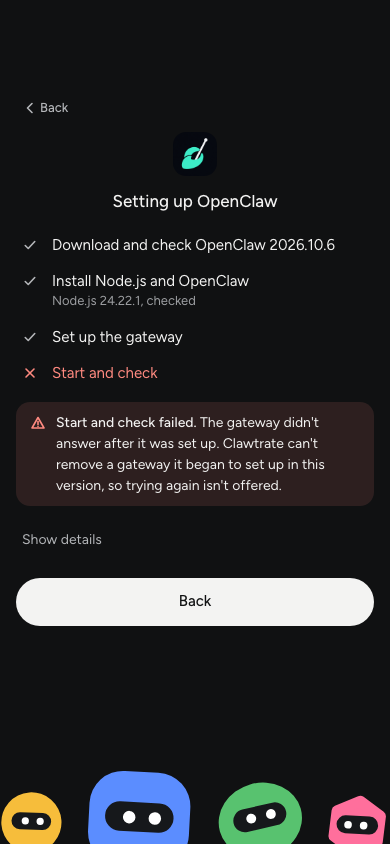 Back
Setting up OpenClaw
Download and check OpenClaw 2026.10.6
Install Node.js and OpenClaw
Node.js 24.22.1, checked
Set up the gateway
Start and check
Start and check failed. The gateway didn't
answer after it was set up. Clawtrate can't
remove a gateway it began to set up in this
version, so trying again isn't offered.
Show details
Back